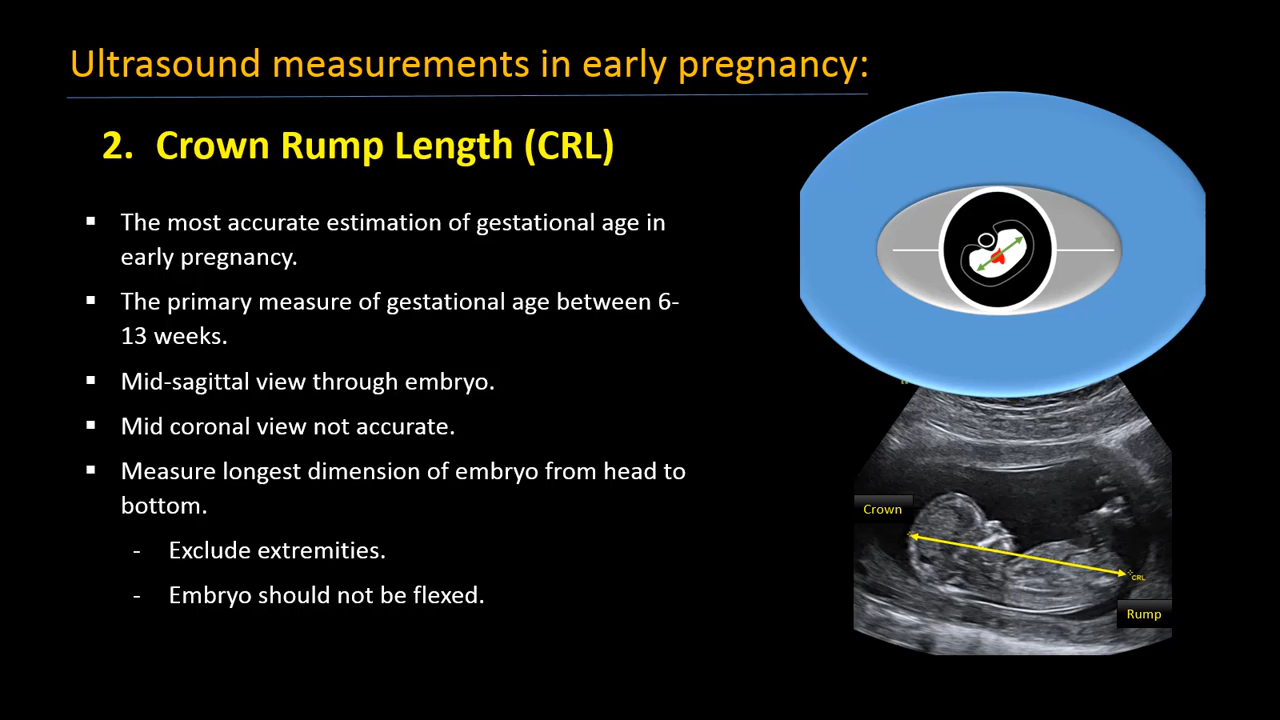 Ultrasound measurements in early pregnancy:
2. Crown Rump Length (CRL)
▪ The most accurate estimation of gestational age in
early pregnancy.
▪ The primary measure of gestational age between 6-
13 weeks.
▪ Mid-sagittal view through embryo.
▪ Mid coronal view not accurate.
▪ Measure longest dimension of embryo from head to
bottom.
- Exclude extremities.
- Embryo should not be flexed.
Crown
CRL
Rump